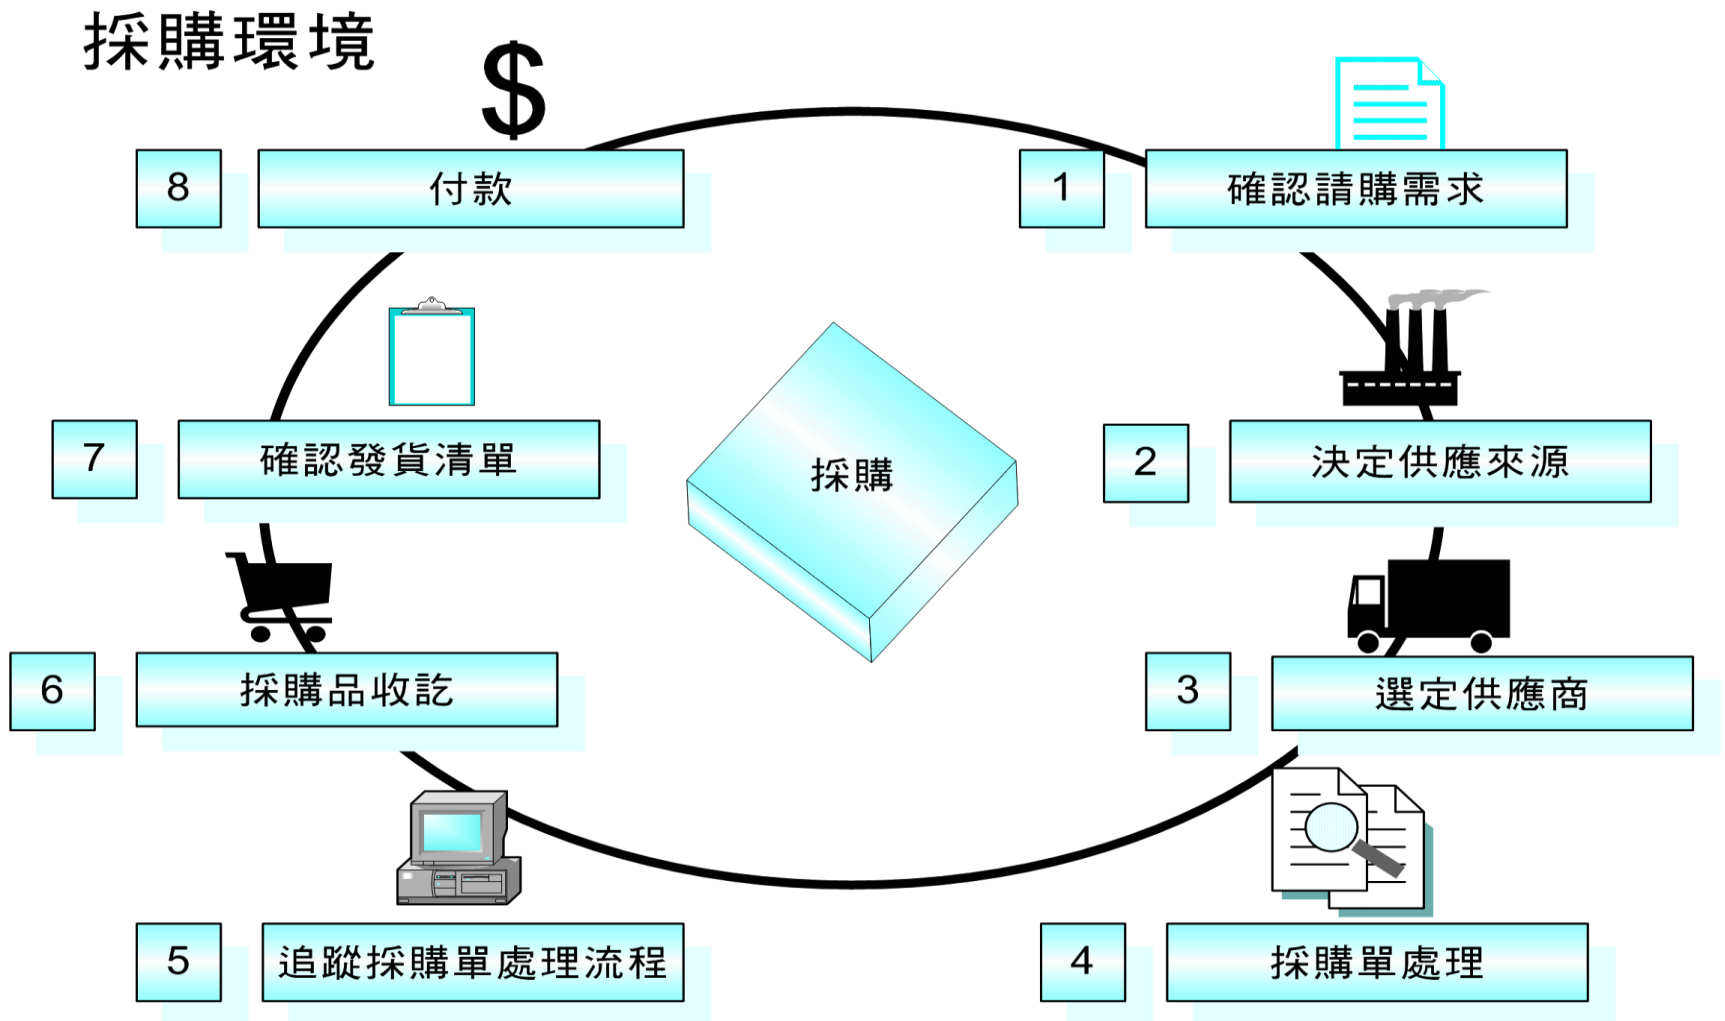 採購環境
$
1
確認請購需求
2
決定供應來源
3
選定供應商
4
採購單處理
5
追蹤採購單處理流程
6
採購品收訖
7
確認發貨清單
8
付款
採購